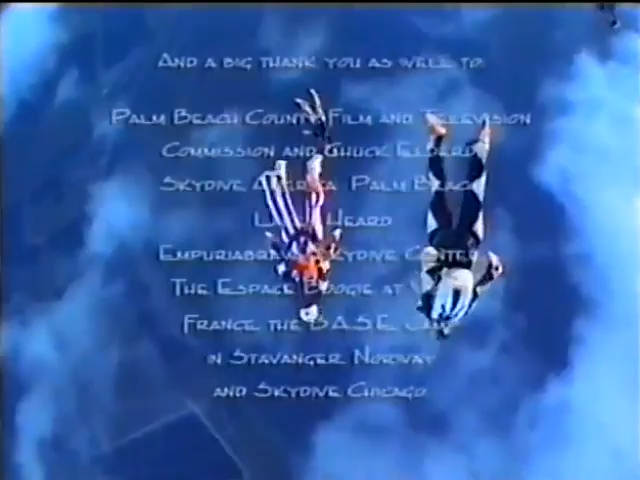 And a big thank you as well to:
Palm Beach County Film and Television
Commission and Chuck Elderd
Skydive America Palm Beach
Heard
Empuriabrava Skydive Center
The Espace Boogie at
France the B.A.S.E.
in Stavanger Norway
and Skydive Chicago